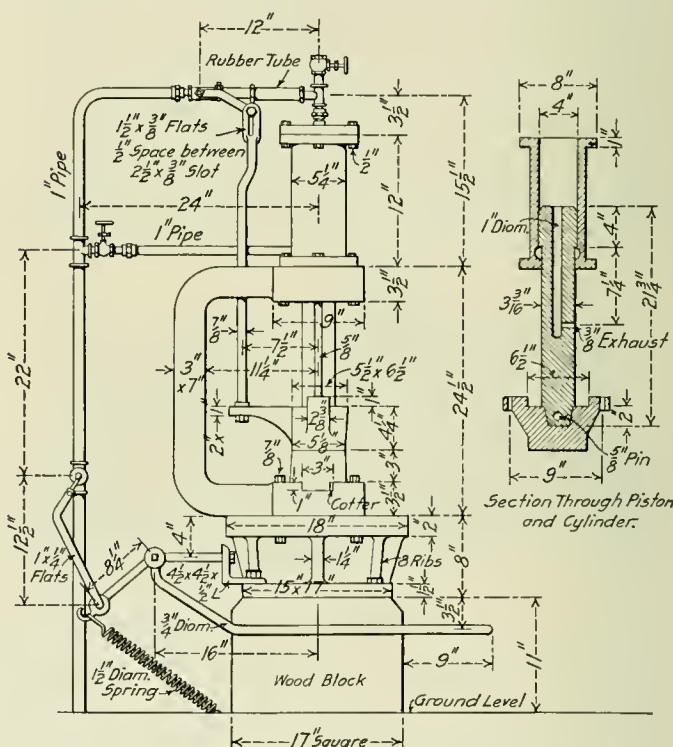 12"
Rubber Tube
1½" x ⅜" Flats
½" Space between
2½" x ⅜" Slot
1" Pipe
24"
1" Pipe
3½"
½"
5¼"
12"
15½"
3½"
9"
⅞"
7½"
11¼"
⅝"
5½" x 6½"
3"
x 7"
22"
24½"
1"
2" x 1"
2⅜"
4¼"
5⅛"
⅞"
3"
3"
1"
Cotter
3½"
18"
2"
4"
12½"
1" x ¼"
Flats
8¼"
4½" x 4½" x
½" L
1¼"
8 Ribs
8"
15" x 17"
1½"
3½"
¾" Diam.
16"
9"
1½" Diam.
Spring
Wood Block
11"
Ground Level
17" Square
8"
4"
1"
1" Diam.
4"
7¼"
21¾"
3 3/16"
⅜"
Exhaust
6½"
2"
⅝" Pin
9"
Section Through Piston
and Cylinder.